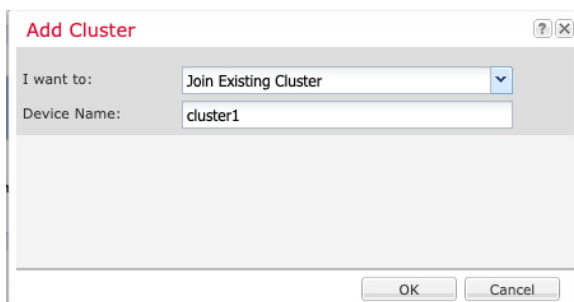 Add Cluster
I want to: Join Existing Cluster
Device Name: cluster1
OK Cancel